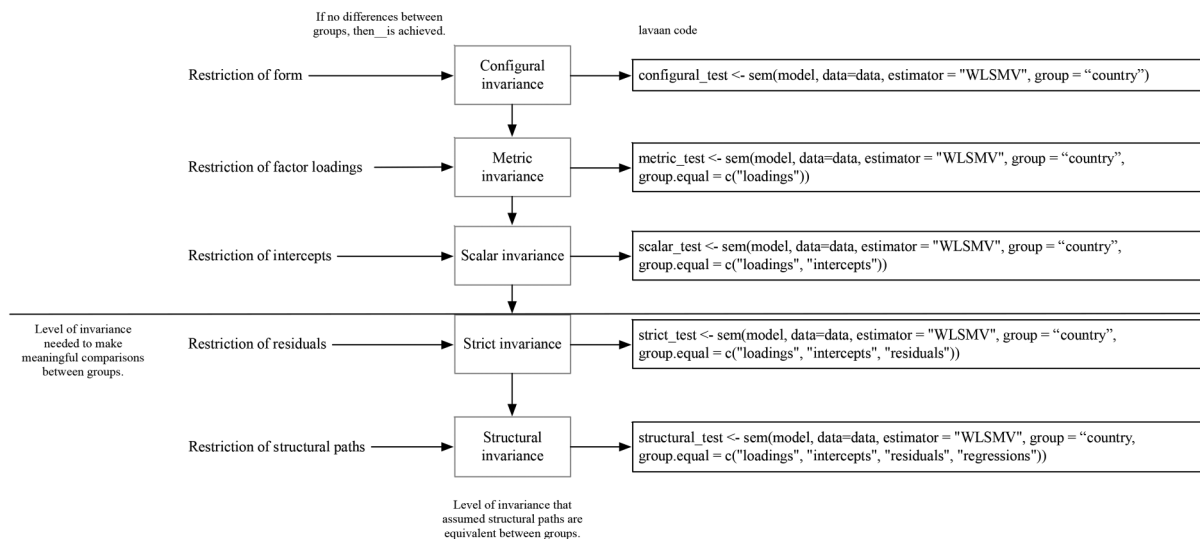 If no differences between
groups, then__is achieved.
lavaan code
Restriction of form
Configural
invariance
configural_test <- sem(model, data=data, estimator = "WLSMV", group = “country”)
Restriction of factor loadings
Metric
invariance
metric_test <- sem(model, data=data, estimator = "WLSMV", group = “country”,
group.equal = c("loadings"))
Restriction of intercepts
Scalar invariance
scalar_test <- sem(model, data=data, estimator = "WLSMV", group = “country”,
group.equal = c("loadings", "intercepts"))
Level of invariance
needed to make
meaningful comparisons
between groups.
Restriction of residuals
Strict invariance
strict_test <- sem(model, data=data, estimator = "WLSMV", group = “country”,
group.equal = c("loadings", "intercepts", "residuals"))
Restriction of structural paths
Structural
invariance
structural_test <- sem(model, data=data, estimator = "WLSMV", group = “country,
group.equal = c("loadings", "intercepts", "residuals", "regressions"))
Level of invariance that
assumed structural paths are
equivalent between groups.